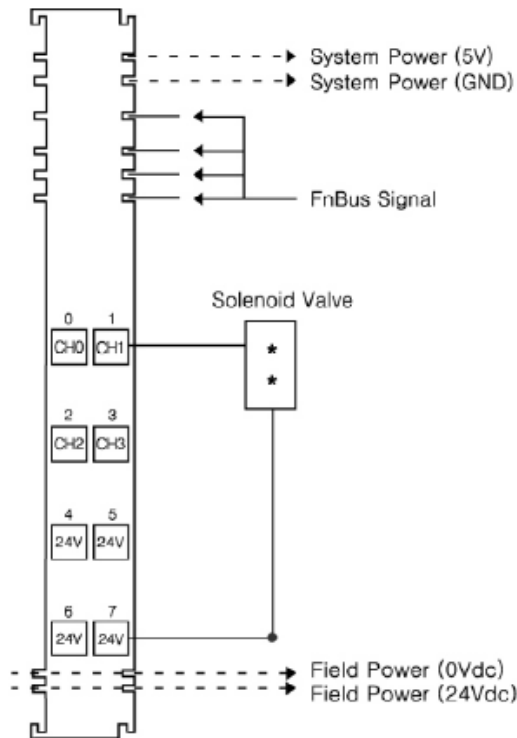 System Power (5V)
System Power (GND)
FnBus Signal
Solenoid Valve
0 1
CH0 CH1
* 
*
2 3
CH2 CH3
4 5
24V 24V
6 7
24V 24V
Field Power (0Vdc)
Field Power (24Vdc)